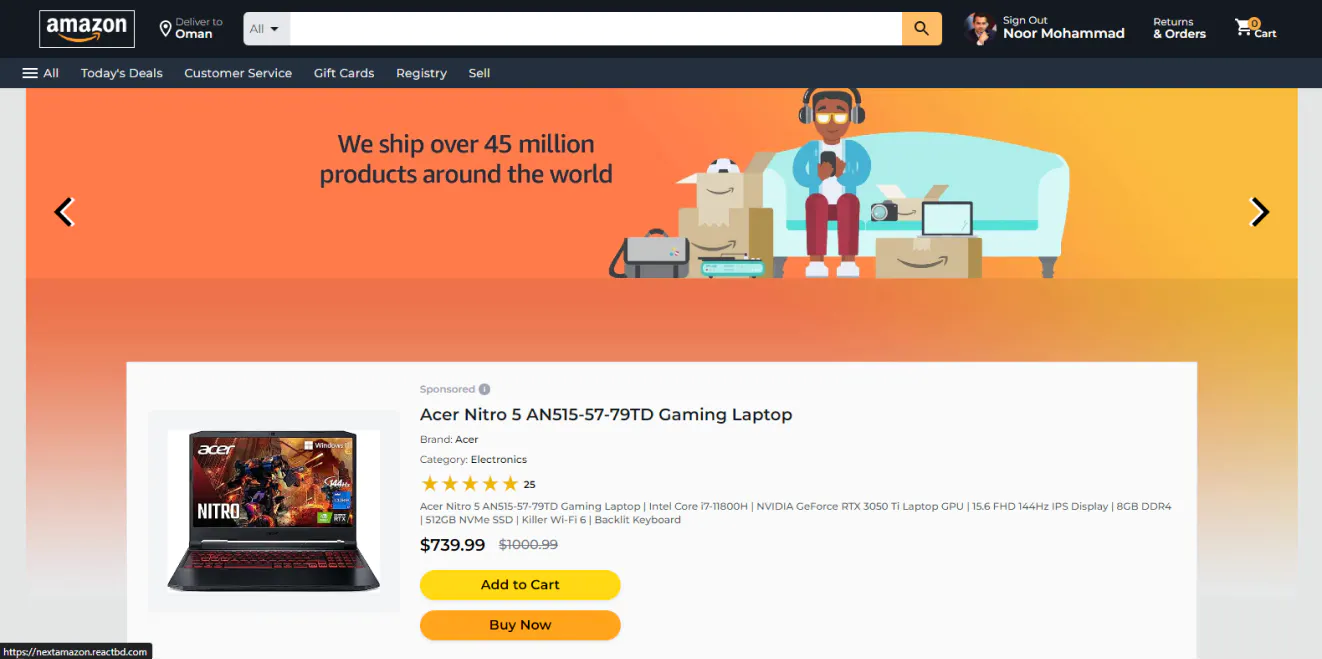 amazon
Deliver to
Oman
All
Sign Out
Noor Mohammad
Returns
& Orders
0
Cart
All
Today's Deals
Customer Service
Gift Cards
Registry
Sell
We ship over 45 million
products around the world
Sponsored
Acer Nitro 5 AN515-57-79TD Gaming Laptop
Brand: Acer
Category: Electronics
25
Acer Nitro 5 AN515-57-79TD Gaming Laptop | Intel Core i7-11800H | NVIDIA GeForce RTX 3050 Ti Laptop GPU | 15.6 FHD 144Hz IPS Display | 8GB DDR4
| 512GB NVMe SSD | Killer Wi-Fi 6 | Backlit Keyboard
$739.99 $1000.99
Add to Cart
Buy Now
acer
144Hz
NITRO
RTX
https://nextamazon.reactbd.com